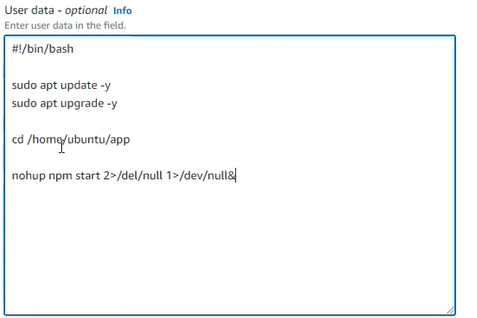 User data - optional Info
Enter user data in the field.
#!/bin/bash
sudo apt update -y
sudo apt upgrade -y
cd /home/ubuntu/app
nohup npm start 2>/del/null 1>/dev/null&